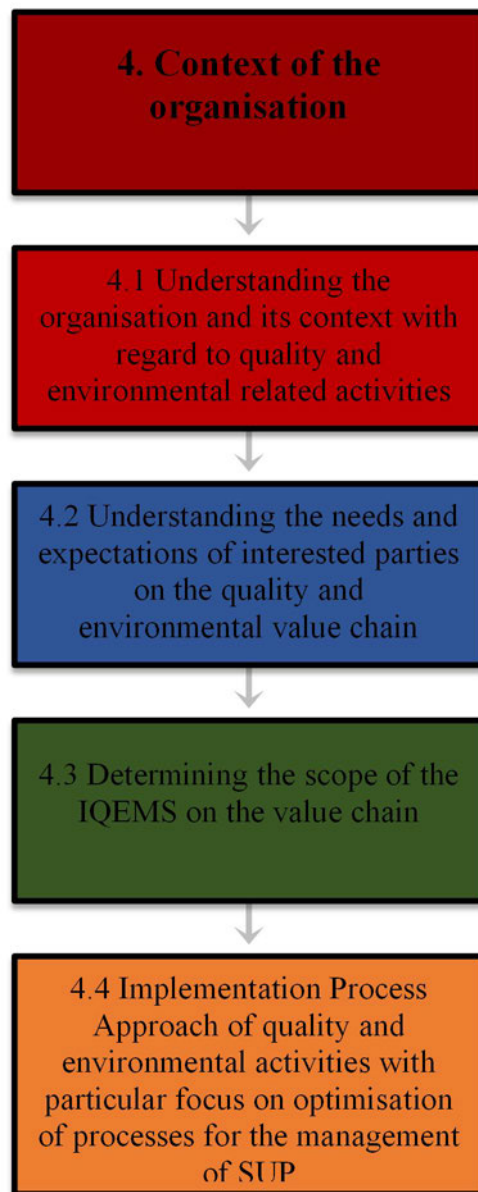 4. Context of the
organisation
4.1 Understanding the
organisation and its context with
regard to quality and
environmental related activities
4.2 Understanding the needs and
expectations of interested parties
on the quality and
environmental value chain
4.3 Determining the scope of the
IQEMS on the value chain
4.4 Implementation Process
Approach of quality and
environmental activities with
particular focus on optimisation
of processes for the management
of SUP